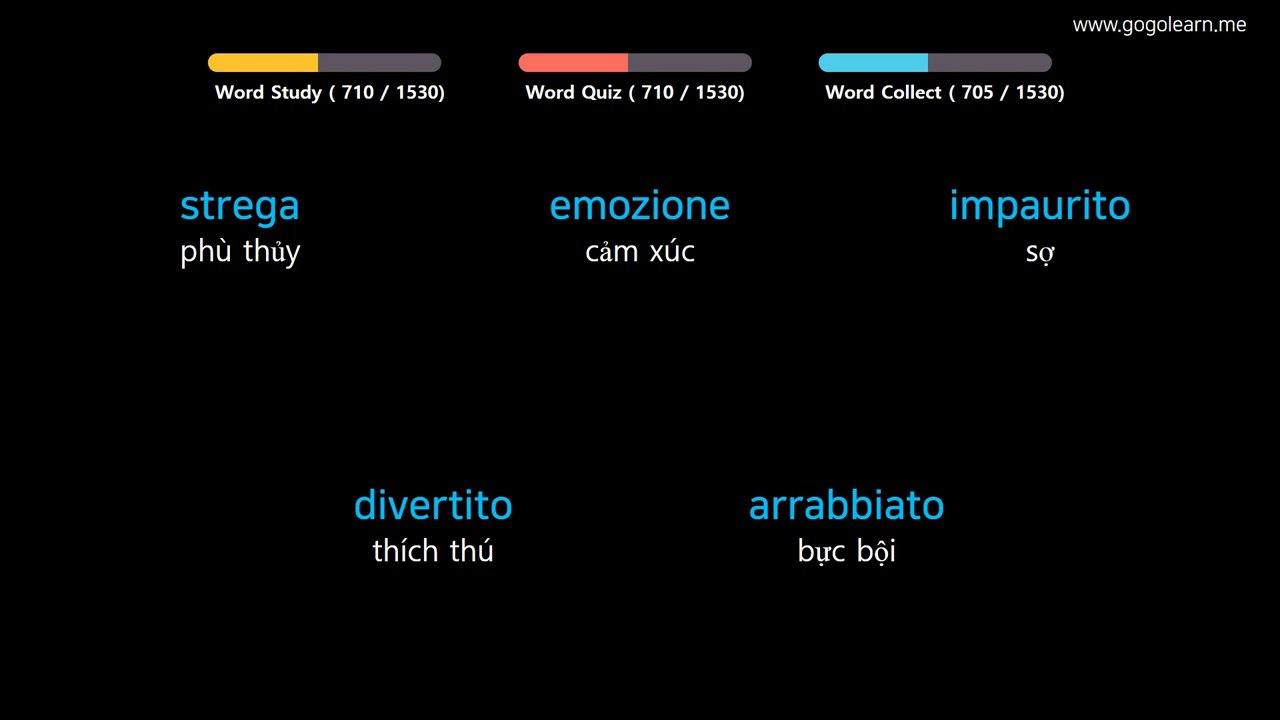 www.gogolearn.me
Word Study ( 710 / 1530)
Word Quiz ( 710 / 1530)
Word Collect ( 705 / 1530)
strega
phù thủy
emozione
cảm xúc
impaurito
sợ
divertito
thích thú
arrabbiato
bực bội